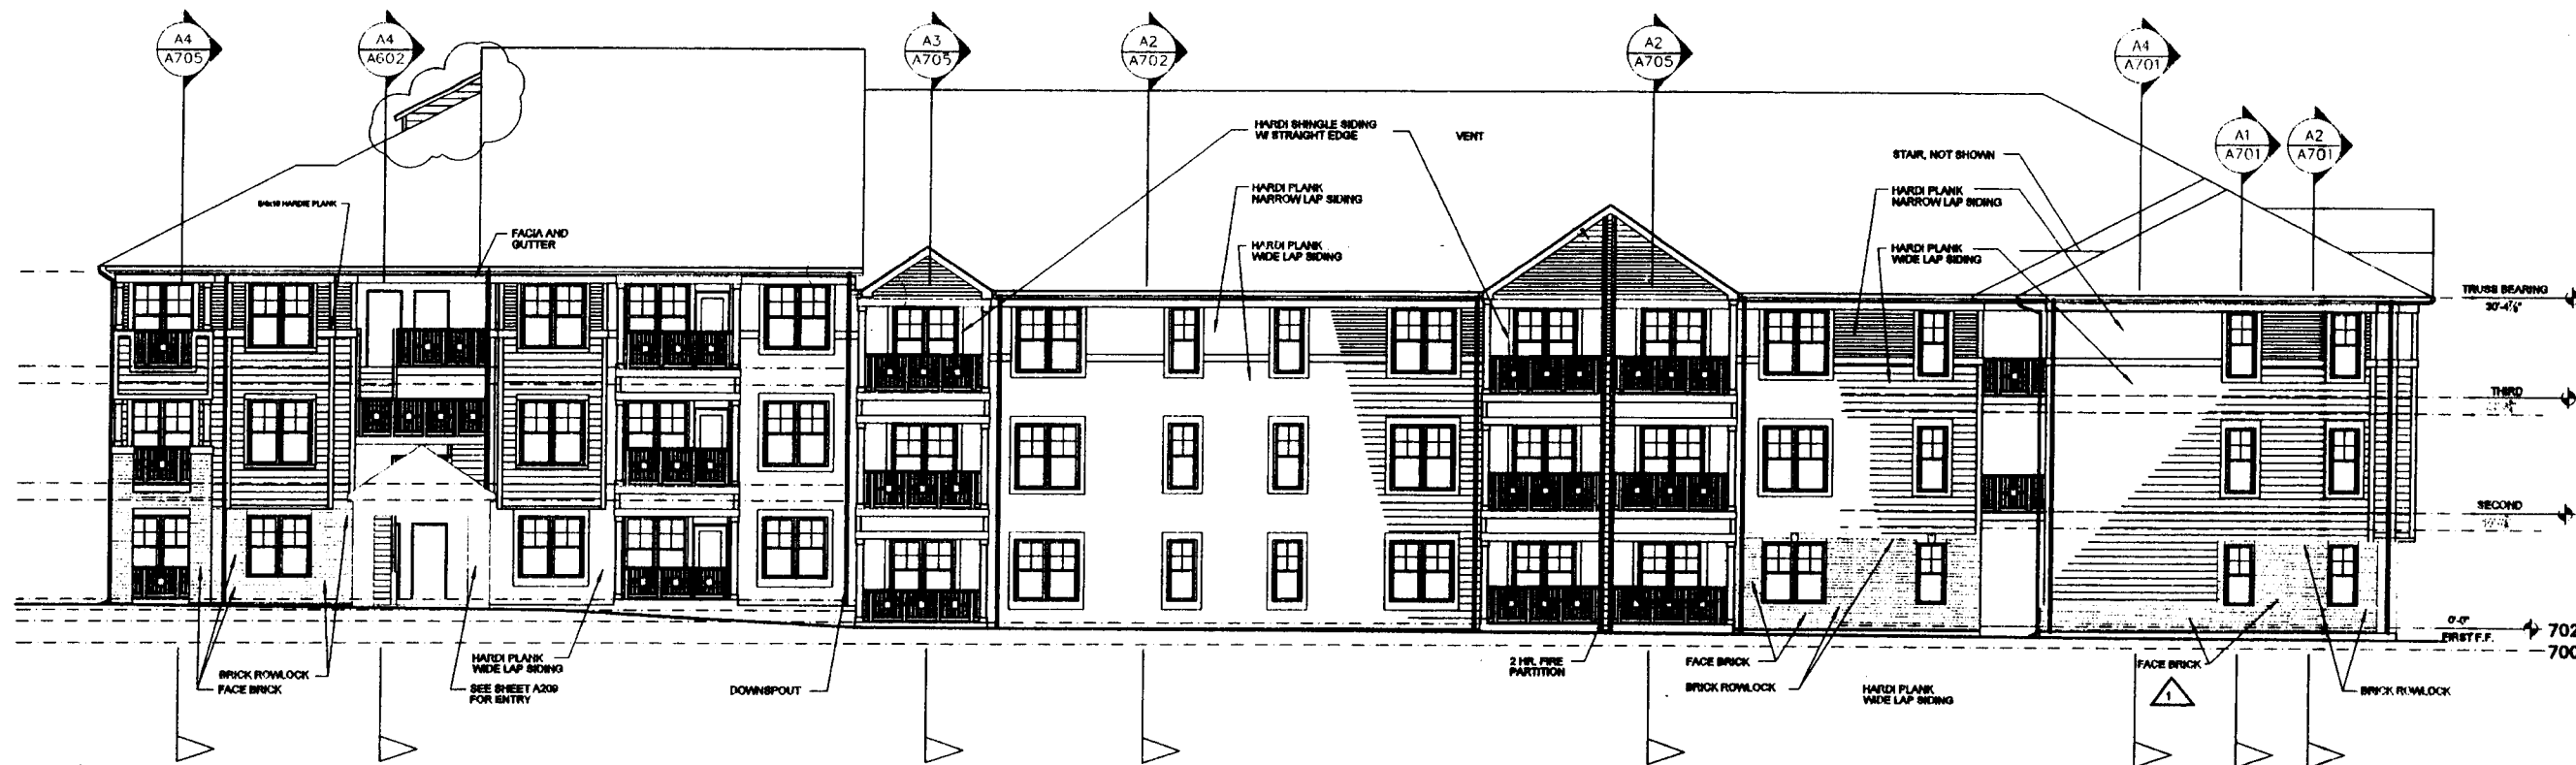 A4
A705
A4
A602
A3
A705
A2
A702
A2
A705
A4
A701
A1
A701
A2
A701
HARDI SHINGLE SIDING
W/ STRAIGHT EDGE
VENT
STAIR, NOT SHOWN
HARDI PLANK
NARROW LAP SIDING
HARDI PLANK
NARROW LAP SIDING
HARDIE PLANK
FACIA AND
GUTTER
HARDI PLANK
WIDE LAP SIDING
HARDI PLANK
WIDE LAP SIDING
TRUSS BEARING
THIRD
SECOND
0'-0"
FIRST F.F.
702
700
BRICK ROWLOCK
FACE BRICK
HARDI PLANK
WIDE LAP SIDING
SEE SHEET A209
FOR ENTRY
DOWNSPOUT
2 HR. FIRE
PARTITION
FACE BRICK
BRICK ROWLOCK
HARDI PLANK
WIDE LAP SIDING
FACE BRICK
1
BRICK ROWLOCK